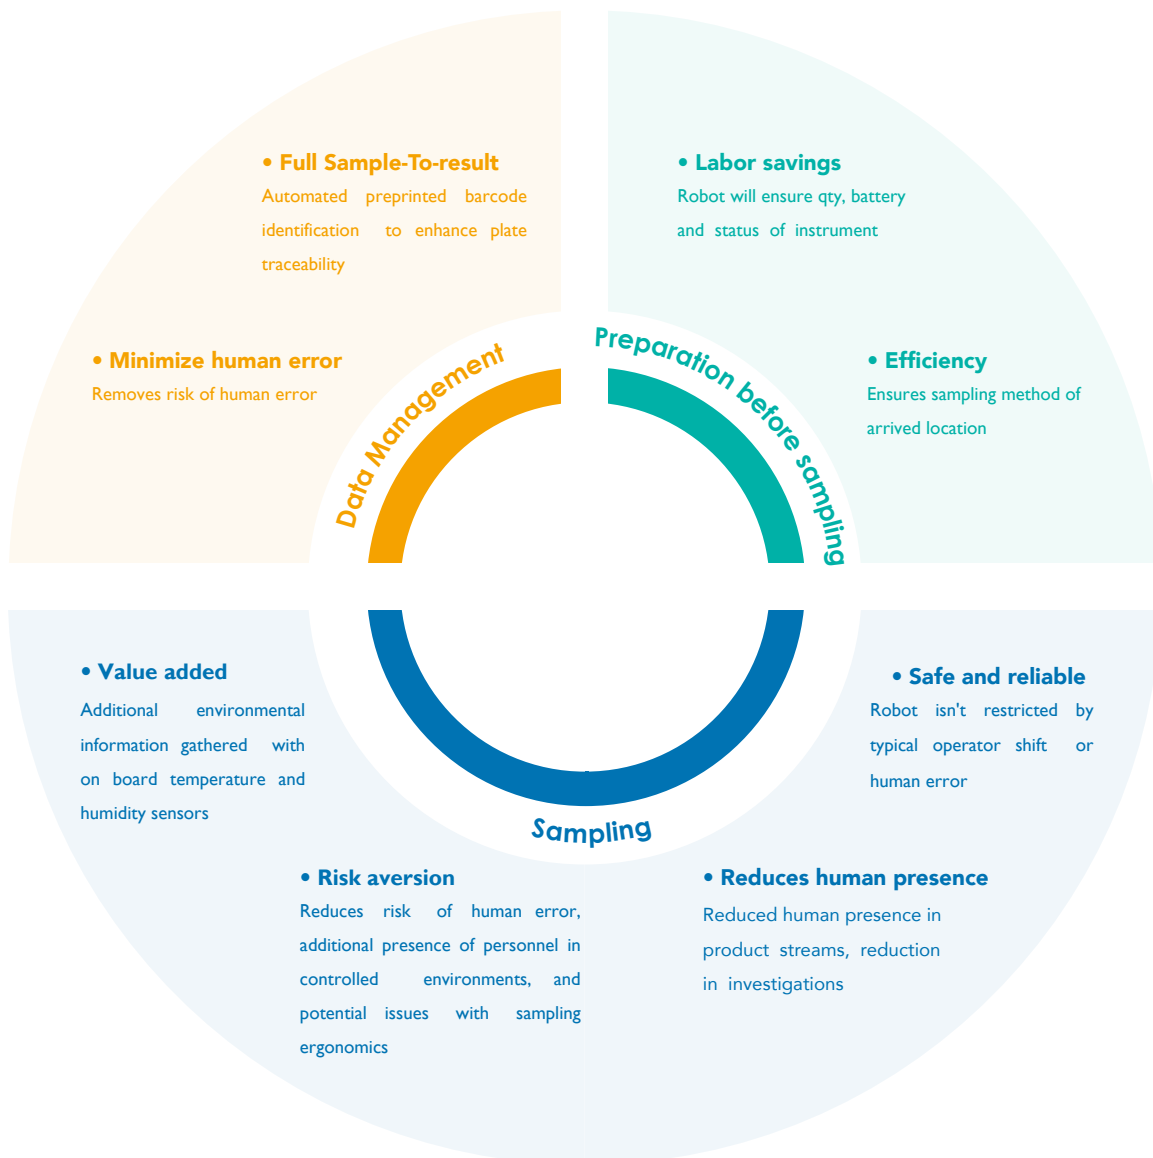 • Full Sample-To-result
Automated preprinted barcode
identification to enhance plate
traceability
• Minimize human error
Removes risk of human error
Data Management
• Labor savings
Robot will ensure qty, battery
and status of instrument
• Efficiency
Ensures sampling method of
arrived location
Preparation before sampling
• Value added
Additional environmental
information gathered with
on board temperature and
humidity sensors
• Risk aversion
Reduces risk of human error,
additional presence of personnel in
controlled environments, and
potential issues with sampling
ergonomics
Sampling
• Safe and reliable
Robot isn't restricted by
typical operator shift or
human error
• Reduces human presence
Reduced human presence in
product streams, reduction
in investigations